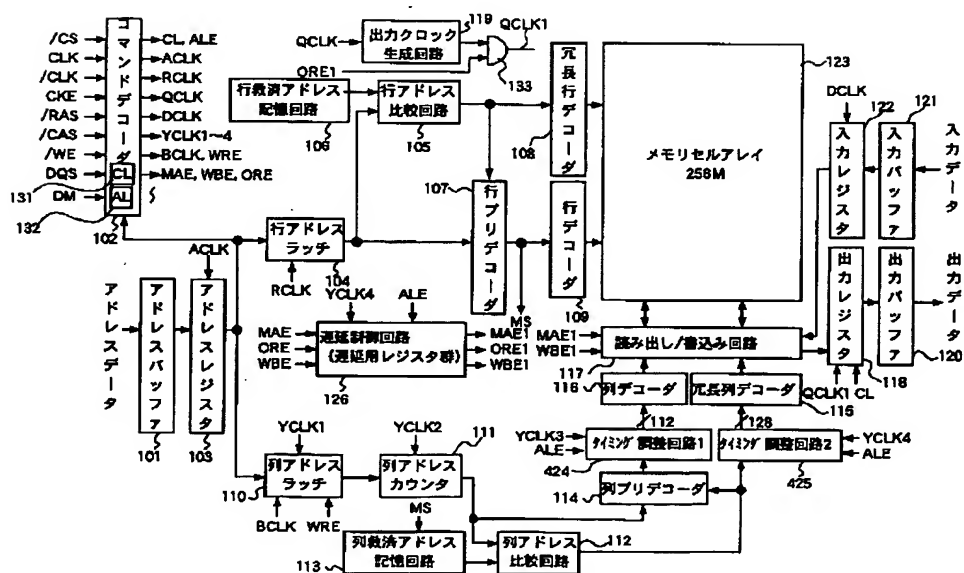 /CS
CLK
/CLK
CKE
/RAS
/CAS
/WE
DQS
DM
コマンドデコーダ
CL
AL
131
132
102
CL, ALE
ACLK
RCLK
QCLK
DCLK
YCLK1〜4
BCLK, WRE
MAE, WBE, ORE
QCLK
出力クロック
生成回路
119
QCLK1
ORE1
133
行救済アドレス
記憶回路
106
行アドレス
比較回路
105
冗長行デコーダ
108
107
行プリデコーダ
行デコーダ
109
MS
メモリセルアレイ
256M
123
DCLK
122
121
入力レジスタ
入力バッファ
入力データ
出力レジスタ
出力バッファ
出力データ
118
120
QCLK1 CL
行アドレス
ラッチ
104
RCLK
ACLK
アドレスデータ
アドレスバッファ
101
アドレスレジスタ
103
YCLK4
ALE
MAE
ORE
WBE
遅延制御回路
(遅延用レジスタ群)
126
MAE1
ORE1
WBE1
MAE1
WBE1
読み出し/書込み回路
117
116
列デコーダ
冗長列デコーダ
115
112
128
YCLK3
ALE
タイミング調整回路1
424
タイミング調整回路2
425
YCLK4
ALE
YCLK1
列アドレス
ラッチ
110
BCLK
WRE
YCLK2
列アドレス
カウンタ
111
114
列プリデコーダ
MS
列救済アドレス
記憶回路
113
列アドレス
比較回路
112